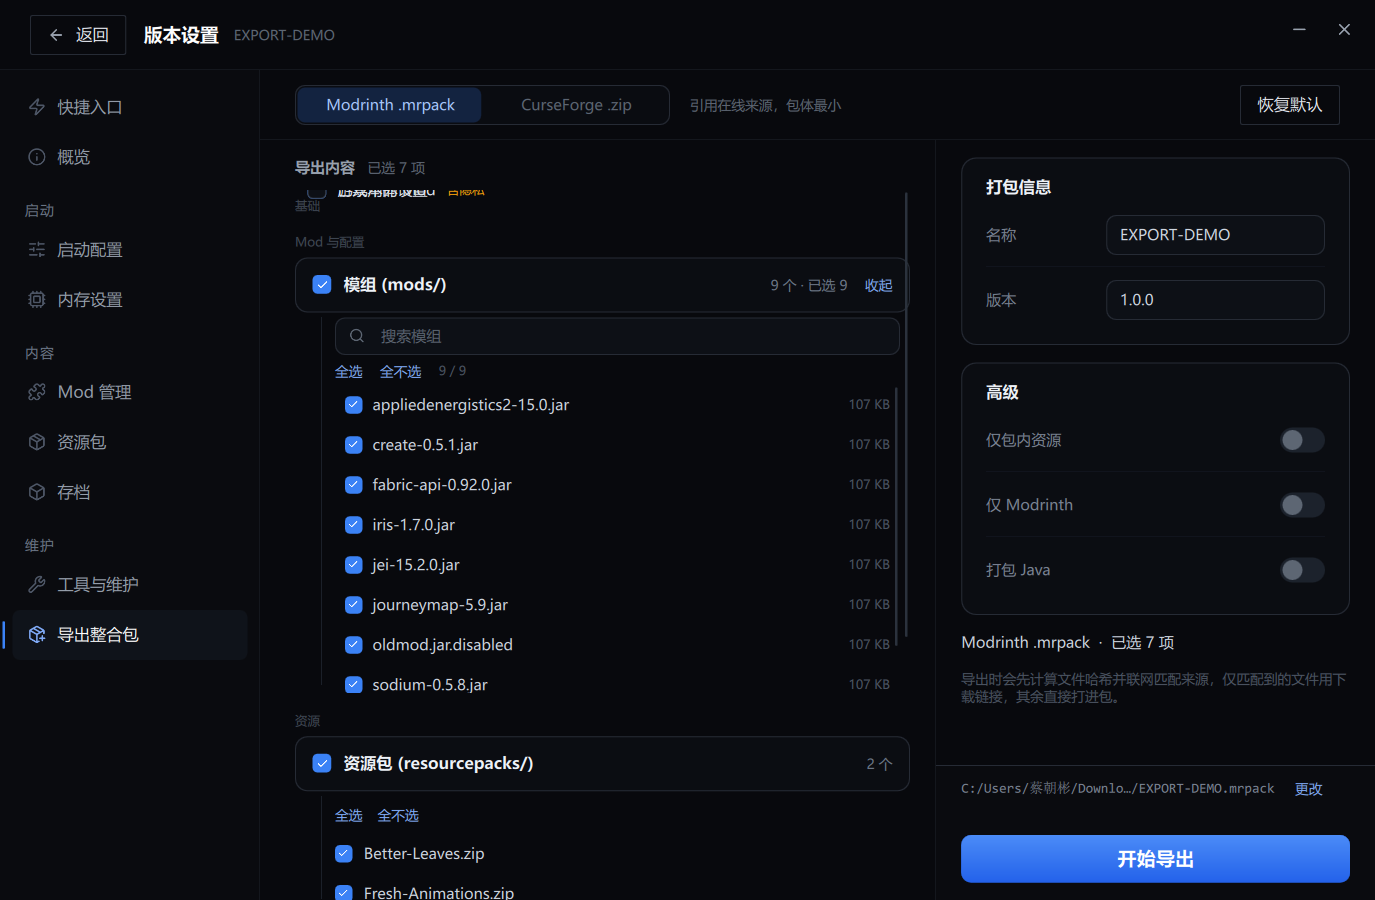 返回
版本设置 EXPORT-DEMO
快捷入口
概览
启动
启动配置
内存设置
内容
Mod 管理
资源包
存档
维护
工具与维护
导出整合包
Modrinth .mrpack
CurseForge .zip
引用在线来源，包体最小
恢复默认
导出内容 已选 7 项
含隐私
基础
Mod 与配置
模组 (mods/)
9 个 · 已选 9 收起
搜索模组
全选 全不选 9 / 9
appliedenergistics2-15.0.jar 107 KB
create-0.5.1.jar 107 KB
fabric-api-0.92.0.jar 107 KB
iris-1.7.0.jar 107 KB
jei-15.2.0.jar 107 KB
journeymap-5.9.jar 107 KB
oldmod.jar.disabled 107 KB
sodium-0.5.8.jar 107 KB
资源
资源包 (resourcepacks/) 2 个
全选 全不选
Better-Leaves.zip
Fresh-Animations.zip
打包信息
名称 EXPORT-DEMO
版本 1.0.0
高级
仅包内资源
仅 Modrinth
打包 Java
Modrinth .mrpack · 已选 7 项
导出时会先计算文件哈希并联网匹配来源，仅匹配到的文件用下
载链接，其余直接打进包。
C:/Users/蔡朝彬/Downlo…/EXPORT-DEMO.mrpack 更改
开始导出